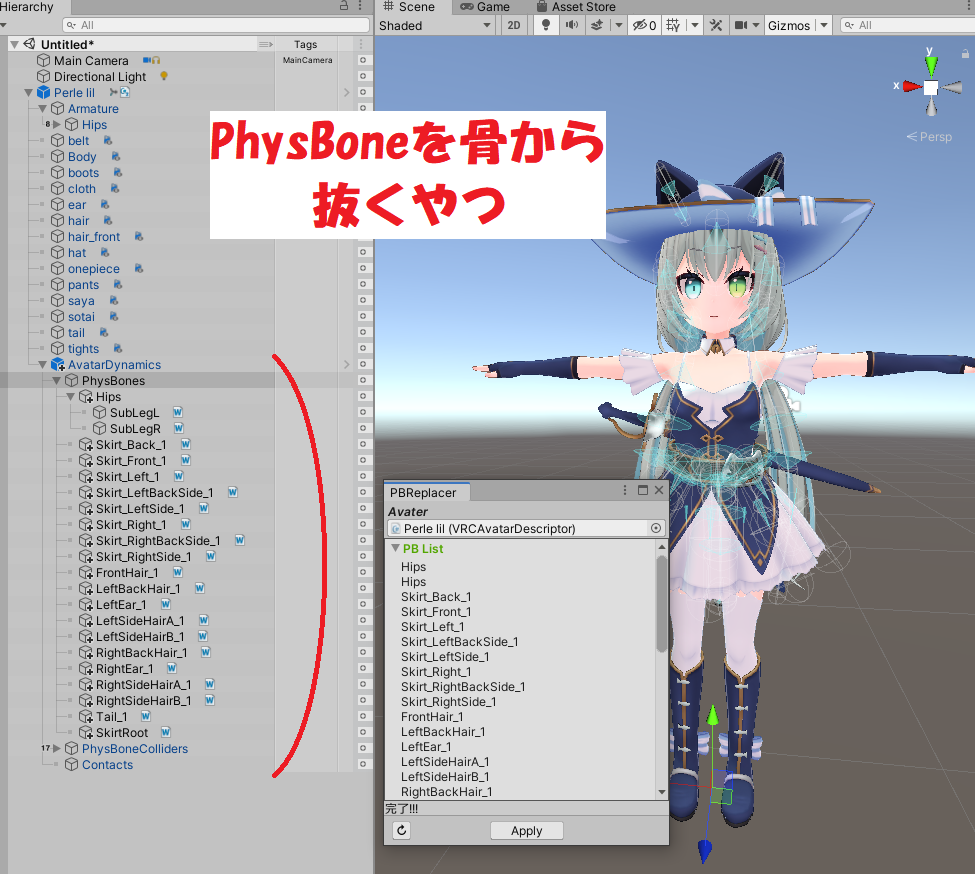 Hierarchy
All
Untitled*
Tags
Main Camera
MainCamera
Directional Light
Perle lil
Armature
8
Hips
belt
Body
boots
cloth
ear
hair
hair_front
hat
onepiece
pants
saya
sotai
tail
tights
AvatarDynamics
PhysBones
Hips
SubLegL
SubLegR
Skirt_Back_1
Skirt_Front_1
Skirt_Left_1
Skirt_LeftBackSide_1
Skirt_LeftSide_1
Skirt_Right_1
Skirt_RightBackSide_1
Skirt_RightSide_1
FrontHair_1
LeftBackHair_1
LeftEar_1
LeftSideHairA_1
LeftSideHairB_1
RightBackHair_1
RightEar_1
RightSideHairA_1
RightSideHairB_1
Tail_1
SkirtRoot
17
PhysBoneColliders
Contacts
PhysBoneを骨から
抜くやつ
Scene
Game
Asset Store
Shaded
2D
0
Gizmos
All
y
x
Persp
PBReplacer
Avater
Perle lil (VRCAvatarDescriptor)
PB List
Hips
Hips
Skirt_Back_1
Skirt_Front_1
Skirt_Left_1
Skirt_LeftBackSide_1
Skirt_LeftSide_1
Skirt_Right_1
Skirt_RightBackSide_1
Skirt_RightSide_1
FrontHair_1
LeftBackHair_1
LeftEar_1
LeftSideHairA_1
LeftSideHairB_1
RightBackHair_1
完了!!!
Apply